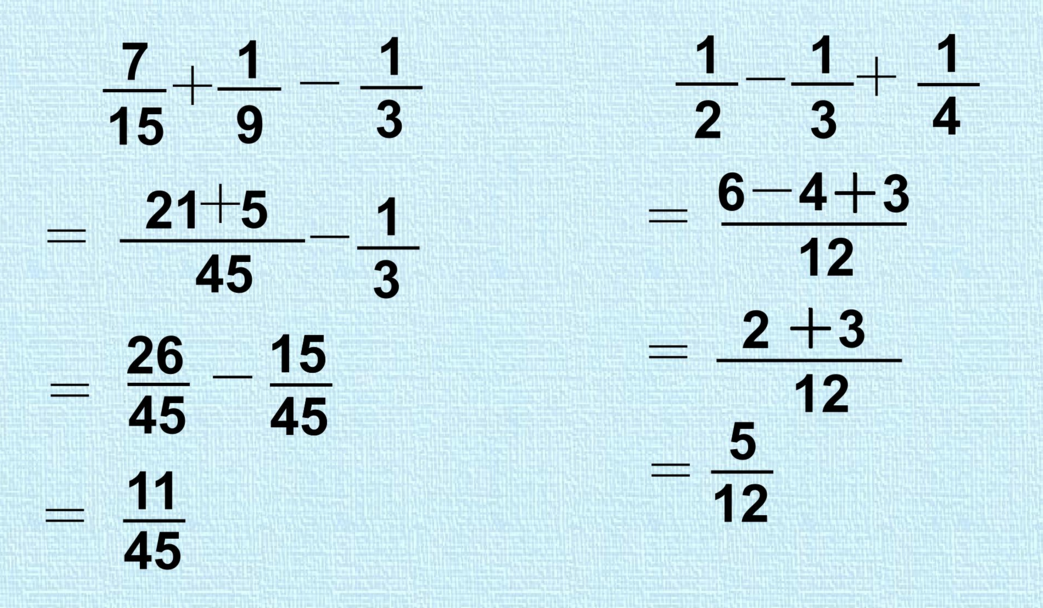 7/15 + 1/9 − 1/3
= (21+5)/45 − 1/3
= 26/45 − 15/45
= 11/45
1/2 − 1/3 + 1/4
= (6−4+3)/12
= (2+3)/12
= 5/12